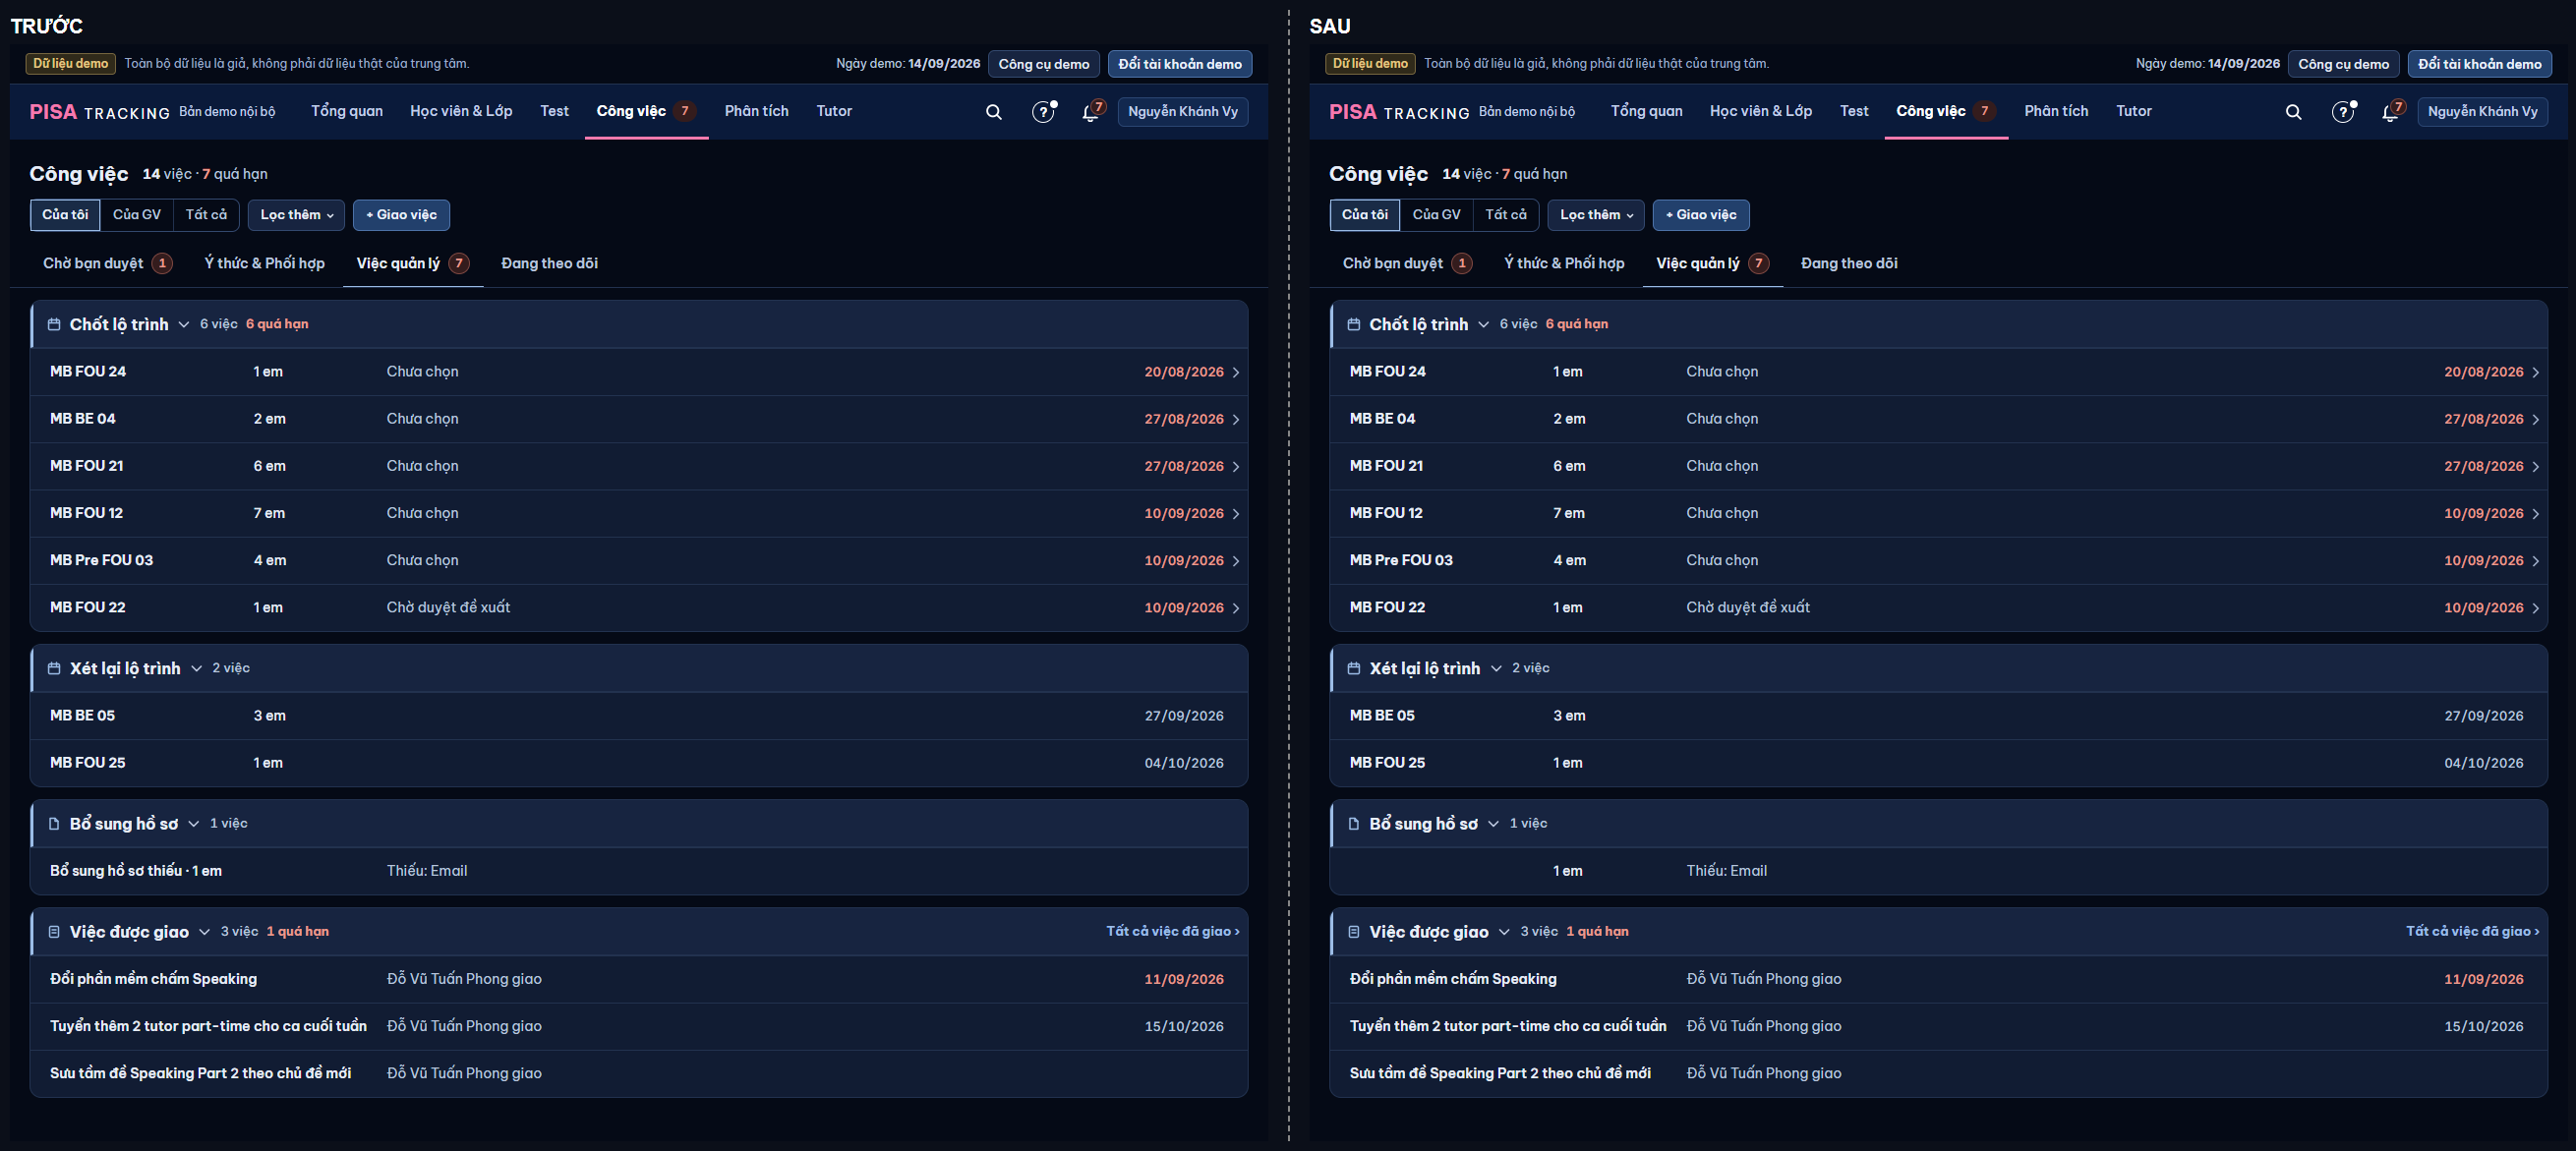 TRƯỚC
Dữ liệu demo Toàn bộ dữ liệu là giả, không phải dữ liệu thật của trung tâm. Ngày demo: 14/09/2026 Công cụ demo Đổi tài khoản demo
PISA TRACKING Bản demo nội bộ Tổng quan Học viên & Lớp Test Công việc 7 Phân tích Tutor ? 7 Nguyễn Khánh Vy
Công việc 14 việc · 7 quá hạn
Của tôi Của GV Tất cả Lọc thêm + Giao việc
Chờ bạn duyệt 1 Ý thức & Phối hợp Việc quản lý 7 Đang theo dõi
Chốt lộ trình 6 việc 6 quá hạn
MB FOU 24 1 em Chưa chọn 20/08/2026
MB BE 04 2 em Chưa chọn 27/08/2026
MB FOU 21 6 em Chưa chọn 27/08/2026
MB FOU 12 7 em Chưa chọn 10/09/2026
MB Pre FOU 03 4 em Chưa chọn 10/09/2026
MB FOU 22 1 em Chờ duyệt đề xuất 10/09/2026
Xét lại lộ trình 2 việc
MB BE 05 3 em 27/09/2026
MB FOU 25 1 em 04/10/2026
Bổ sung hồ sơ 1 việc
Bổ sung hồ sơ thiếu · 1 em Thiếu: Email
Việc được giao 3 việc 1 quá hạn Tất cả việc đã giao ›
Đổi phần mềm chấm Speaking Đỗ Vũ Tuấn Phong giao 11/09/2026
Tuyển thêm 2 tutor part-time cho ca cuối tuần Đỗ Vũ Tuấn Phong giao 15/10/2026
Sưu tầm đề Speaking Part 2 theo chủ đề mới Đỗ Vũ Tuấn Phong giao
SAU
Dữ liệu demo Toàn bộ dữ liệu là giả, không phải dữ liệu thật của trung tâm. Ngày demo: 14/09/2026 Công cụ demo Đổi tài khoản demo
PISA TRACKING Bản demo nội bộ Tổng quan Học viên & Lớp Test Công việc 7 Phân tích Tutor ? 7 Nguyễn Khánh Vy
Công việc 14 việc · 7 quá hạn
Của tôi Của GV Tất cả Lọc thêm + Giao việc
Chờ bạn duyệt 1 Ý thức & Phối hợp Việc quản lý 7 Đang theo dõi
Chốt lộ trình 6 việc 6 quá hạn
MB FOU 24 1 em Chưa chọn 20/08/2026
MB BE 04 2 em Chưa chọn 27/08/2026
MB FOU 21 6 em Chưa chọn 27/08/2026
MB FOU 12 7 em Chưa chọn 10/09/2026
MB Pre FOU 03 4 em Chưa chọn 10/09/2026
MB FOU 22 1 em Chờ duyệt đề xuất 10/09/2026
Xét lại lộ trình 2 việc
MB BE 05 3 em 27/09/2026
MB FOU 25 1 em 04/10/2026
Bổ sung hồ sơ 1 việc
1 em Thiếu: Email
Việc được giao 3 việc 1 quá hạn Tất cả việc đã giao ›
Đổi phần mềm chấm Speaking Đỗ Vũ Tuấn Phong giao 11/09/2026
Tuyển thêm 2 tutor part-time cho ca cuối tuần Đỗ Vũ Tuấn Phong giao 15/10/2026
Sưu tầm đề Speaking Part 2 theo chủ đề mới Đỗ Vũ Tuấn Phong giao